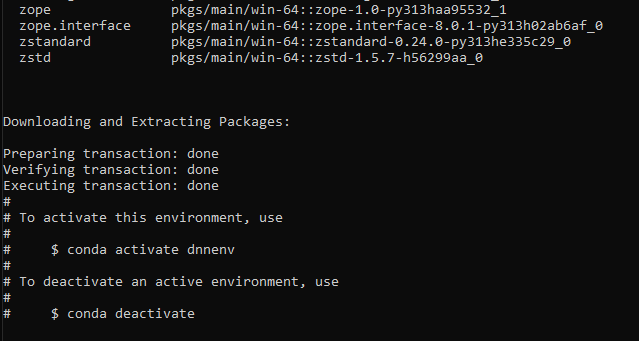 zope pkgs/main/win-64::zope-1.0-py313haa95532_1
zope.interface pkgs/main/win-64::zope.interface-8.0.1-py313h02ab6af_0
zstandard pkgs/main/win-64::zstandard-0.24.0-py313he335c29_0
zstd pkgs/main/win-64::zstd-1.5.7-h56299aa_0
Downloading and Extracting Packages:
Preparing transaction: done
Verifying transaction: done
Executing transaction: done
#
# To activate this environment, use
#
# $ conda activate dnnenv
#
# To deactivate an active environment, use
#
# $ conda deactivate